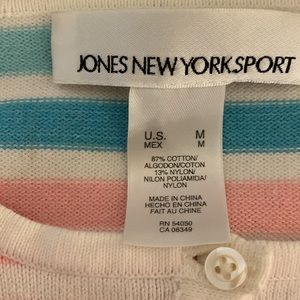 JONES NEW YORK SPORT
U.S. M
MEX M
87% COTTON/
ALGODON/COTON
13% NYLON/
NILON POLIAMIDA/
NYLON
MADE IN CHINA
HECHO EN CHINA
FAIT AU CHINE
RN 54050
CA 08349